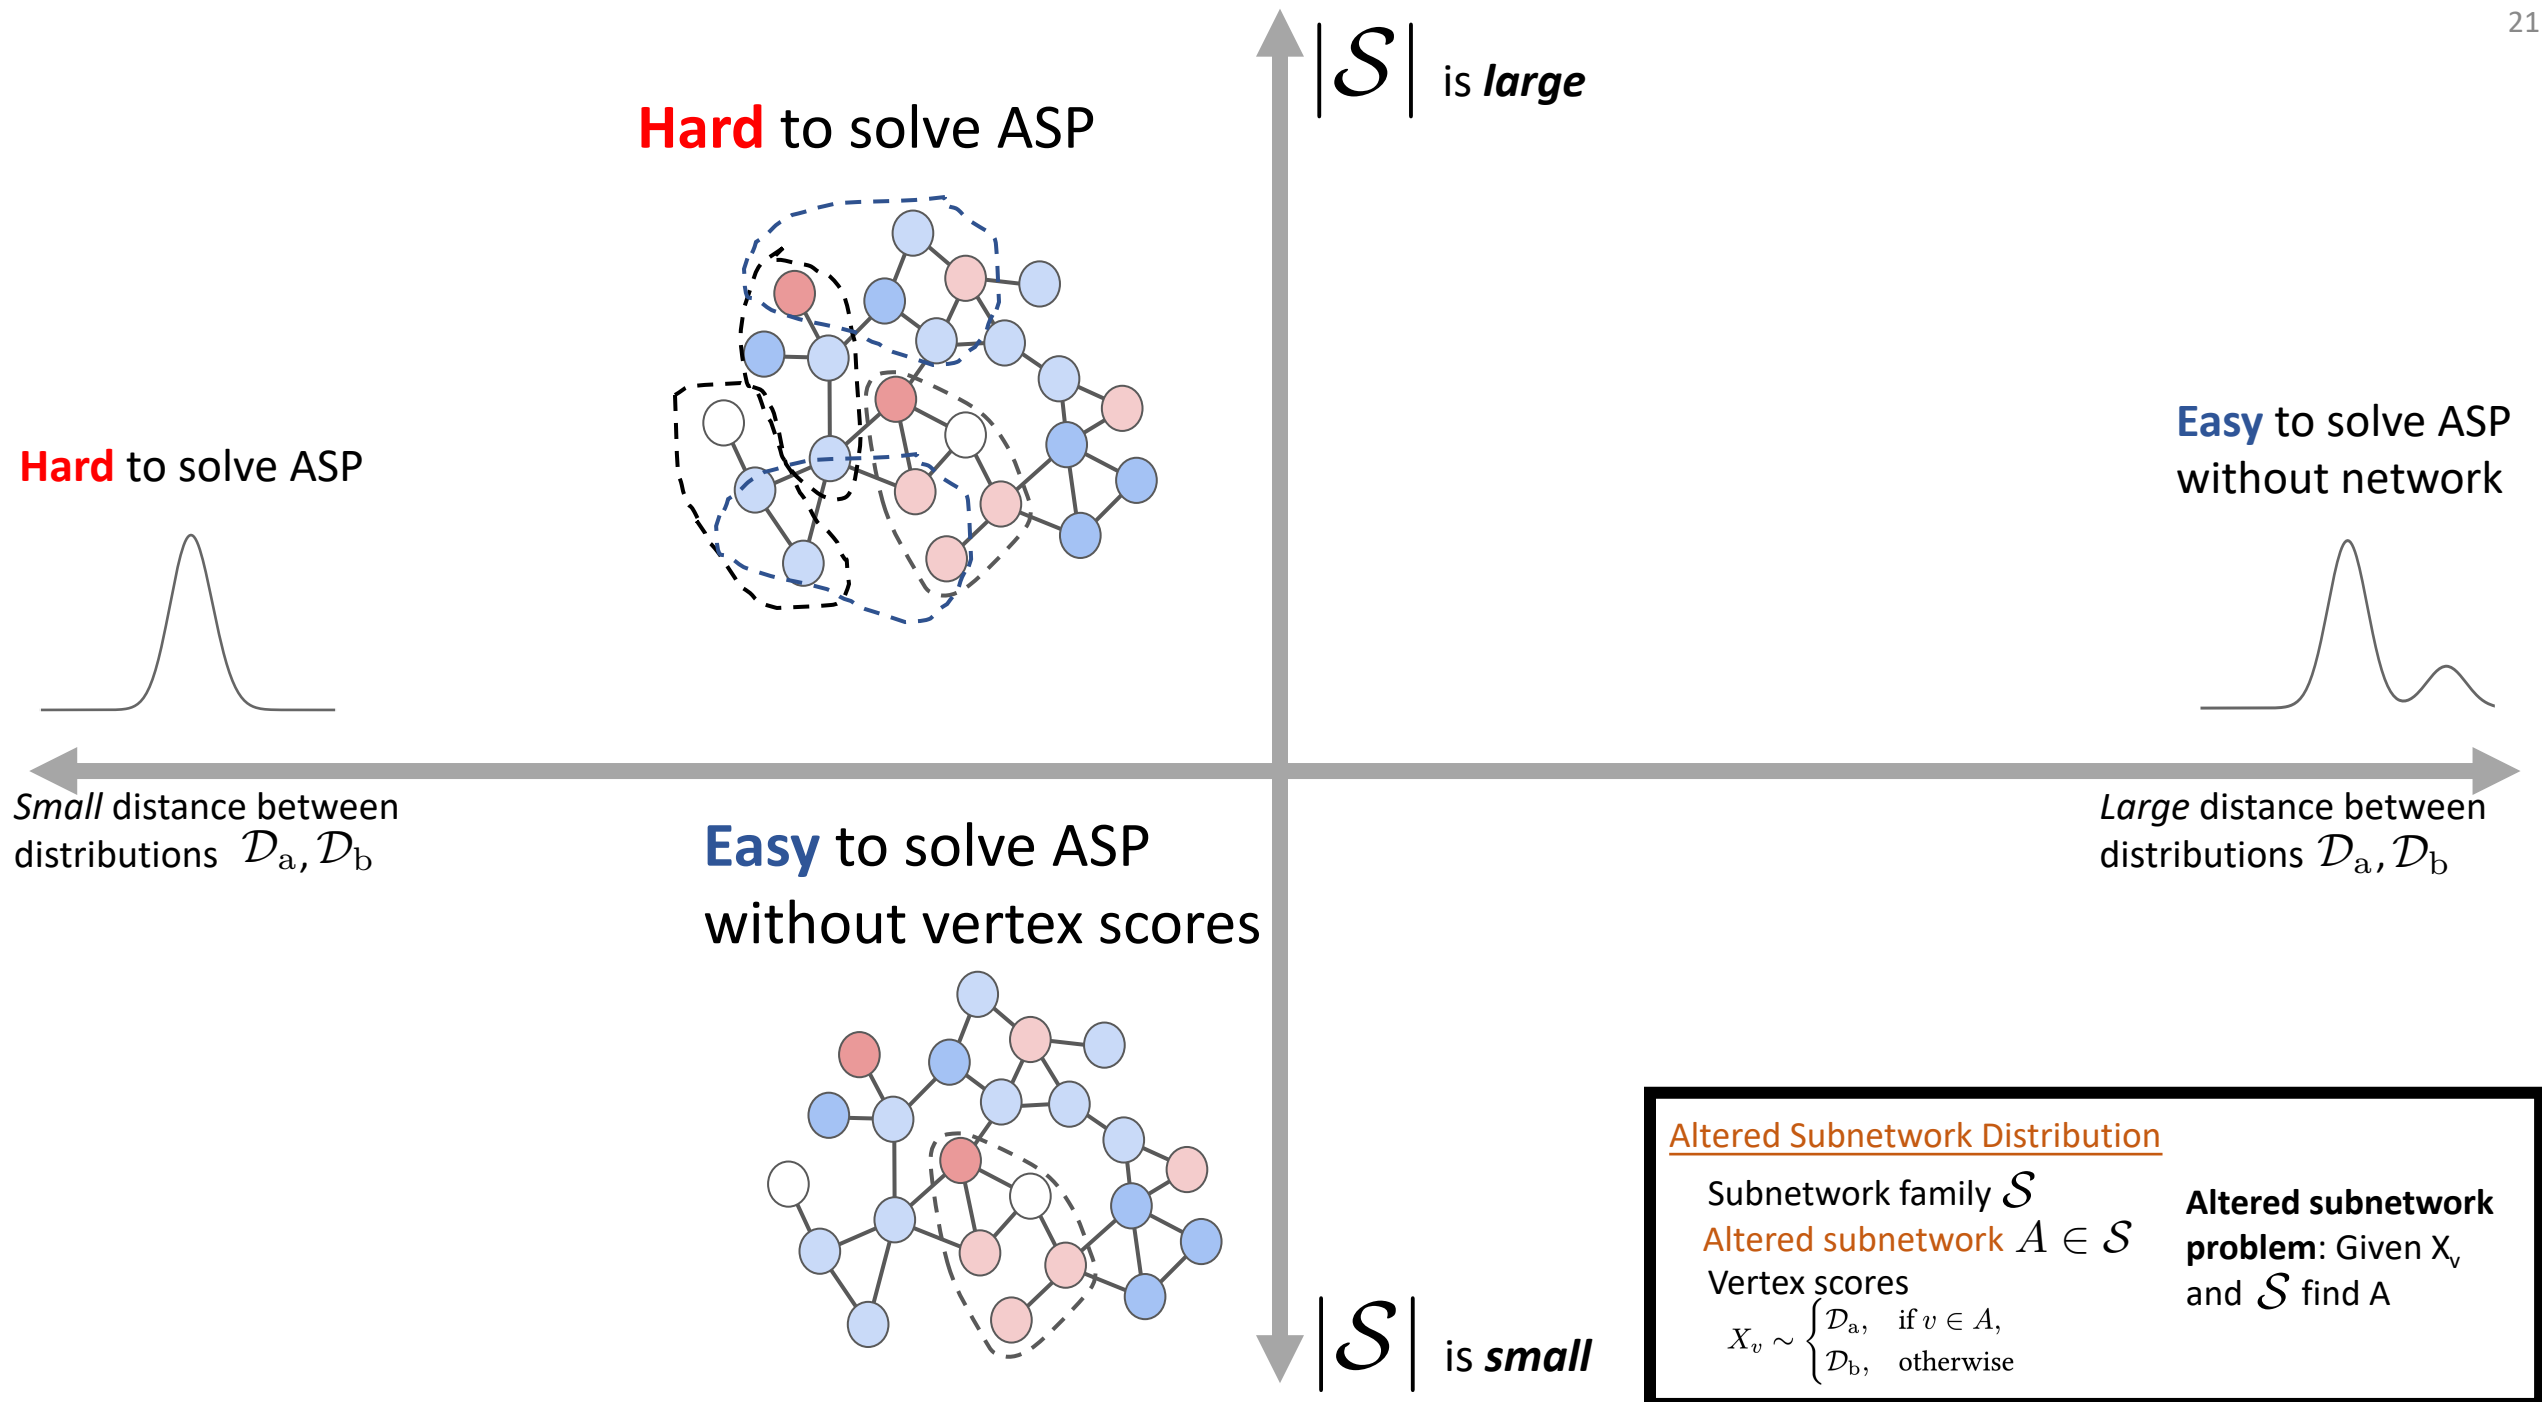 21
|𝒮| is large
Hard to solve ASP
Hard to solve ASP
Easy to solve ASP
without network
Small distance between
distributions 𝒟a, 𝒟b
Large distance between
distributions 𝒟a, 𝒟b
Easy to solve ASP
without vertex scores
|𝒮| is small
Altered Subnetwork Distribution
Subnetwork family 𝒮
Altered subnetwork A ∈ 𝒮
Vertex scores
X_v ~ { 𝒟a, if v ∈ A,
𝒟b, otherwise
Altered subnetwork
problem: Given X_v
and 𝒮 find A